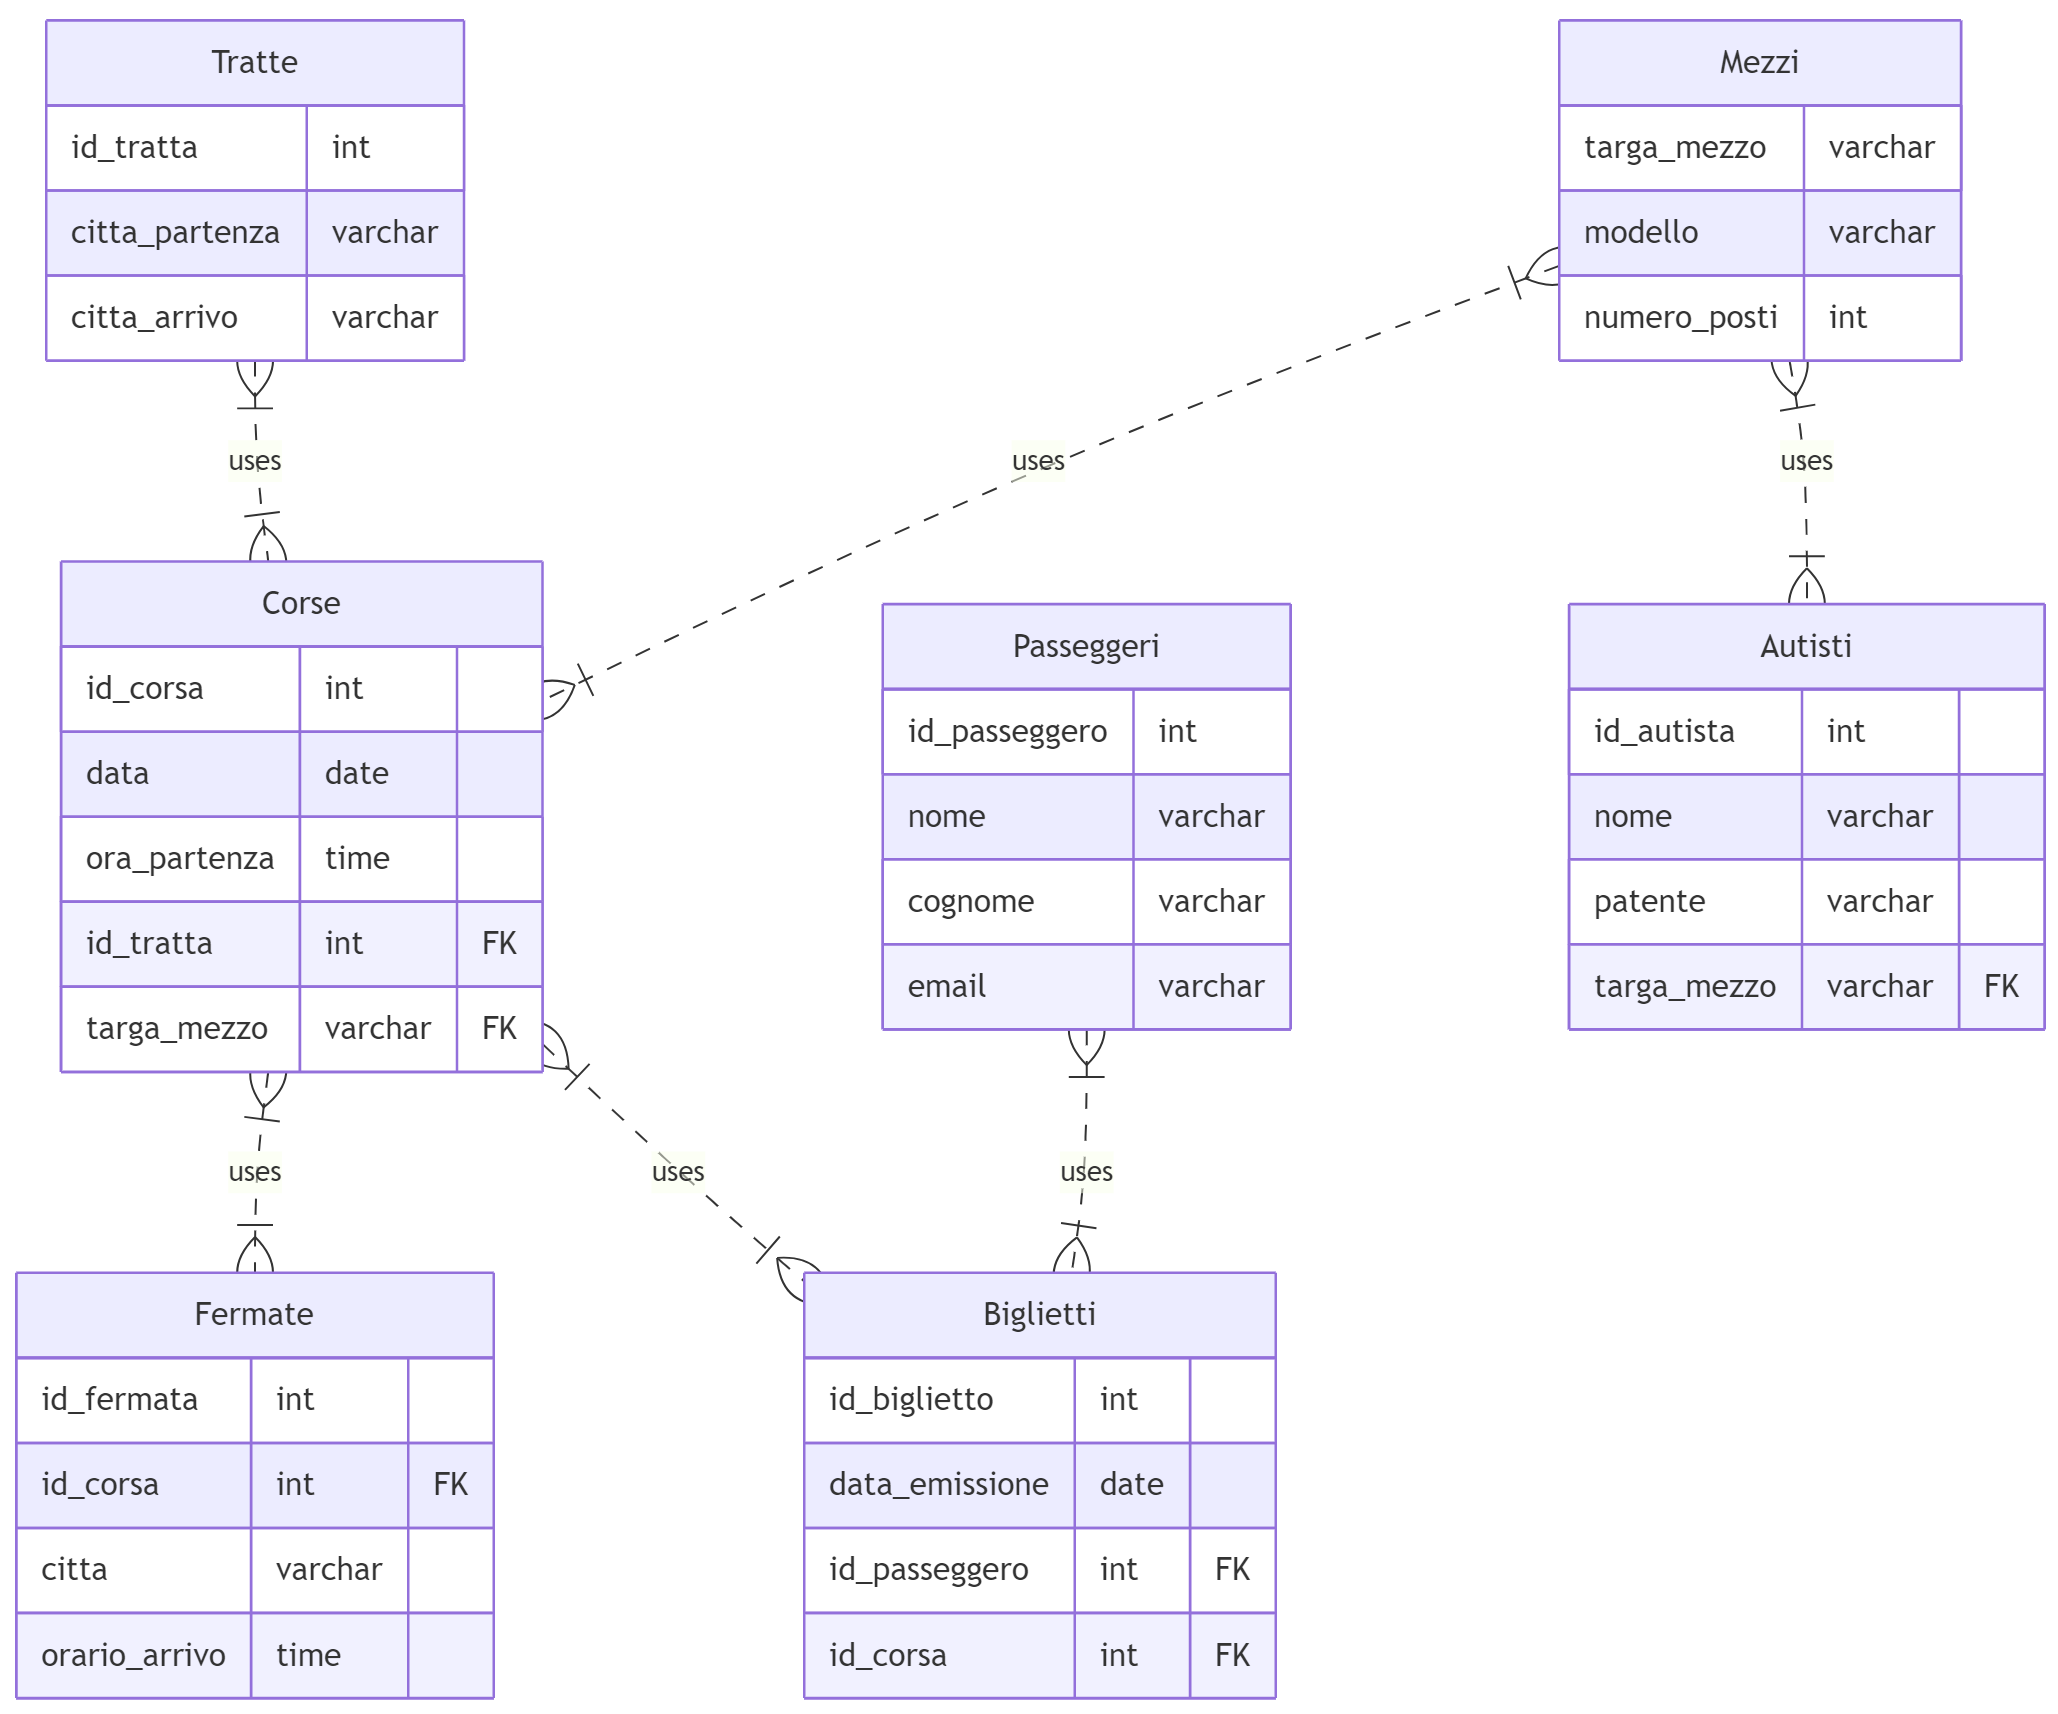 Tratte
id_tratta int
citta_partenza varchar
citta_arrivo varchar
Mezzi
targa_mezzo varchar
modello varchar
numero_posti int
uses
uses
uses
Corse
id_corsa int
data date
ora_partenza time
id_tratta int FK
targa_mezzo varchar FK
Passeggeri
id_passeggero int
nome varchar
cognome varchar
email varchar
Autisti
id_autista int
nome varchar
patente varchar
targa_mezzo varchar FK
uses
uses
uses
Fermate
id_fermata int
id_corsa int FK
citta varchar
orario_arrivo time
Biglietti
id_biglietto int
data_emissione date
id_passeggero int FK
id_corsa int FK